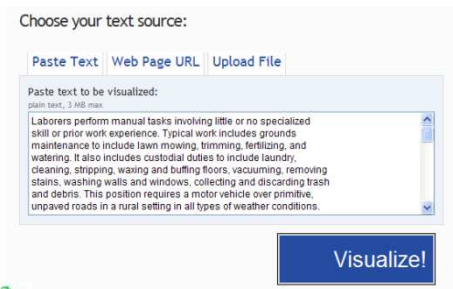 Choose your text source:
Paste Text Web Page URL Upload File
Paste text to be visualized:
plain text, 3 MB max
Laborers perform manual tasks involving little or no specialized
skill or prior work experience. Typical work includes grounds
maintenance to include lawn mowing, trimming, fertilizing, and
watering. It also includes custodial duties to include laundry,
cleaning, stripping, waxing and buffing floors, vacuuming, removing
stains, washing walls and windows, collecting and discarding trash
and debris. This position requires a motor vehicle over primitive,
unpaved roads in a rural setting in all types of weather conditions.
Visualize!